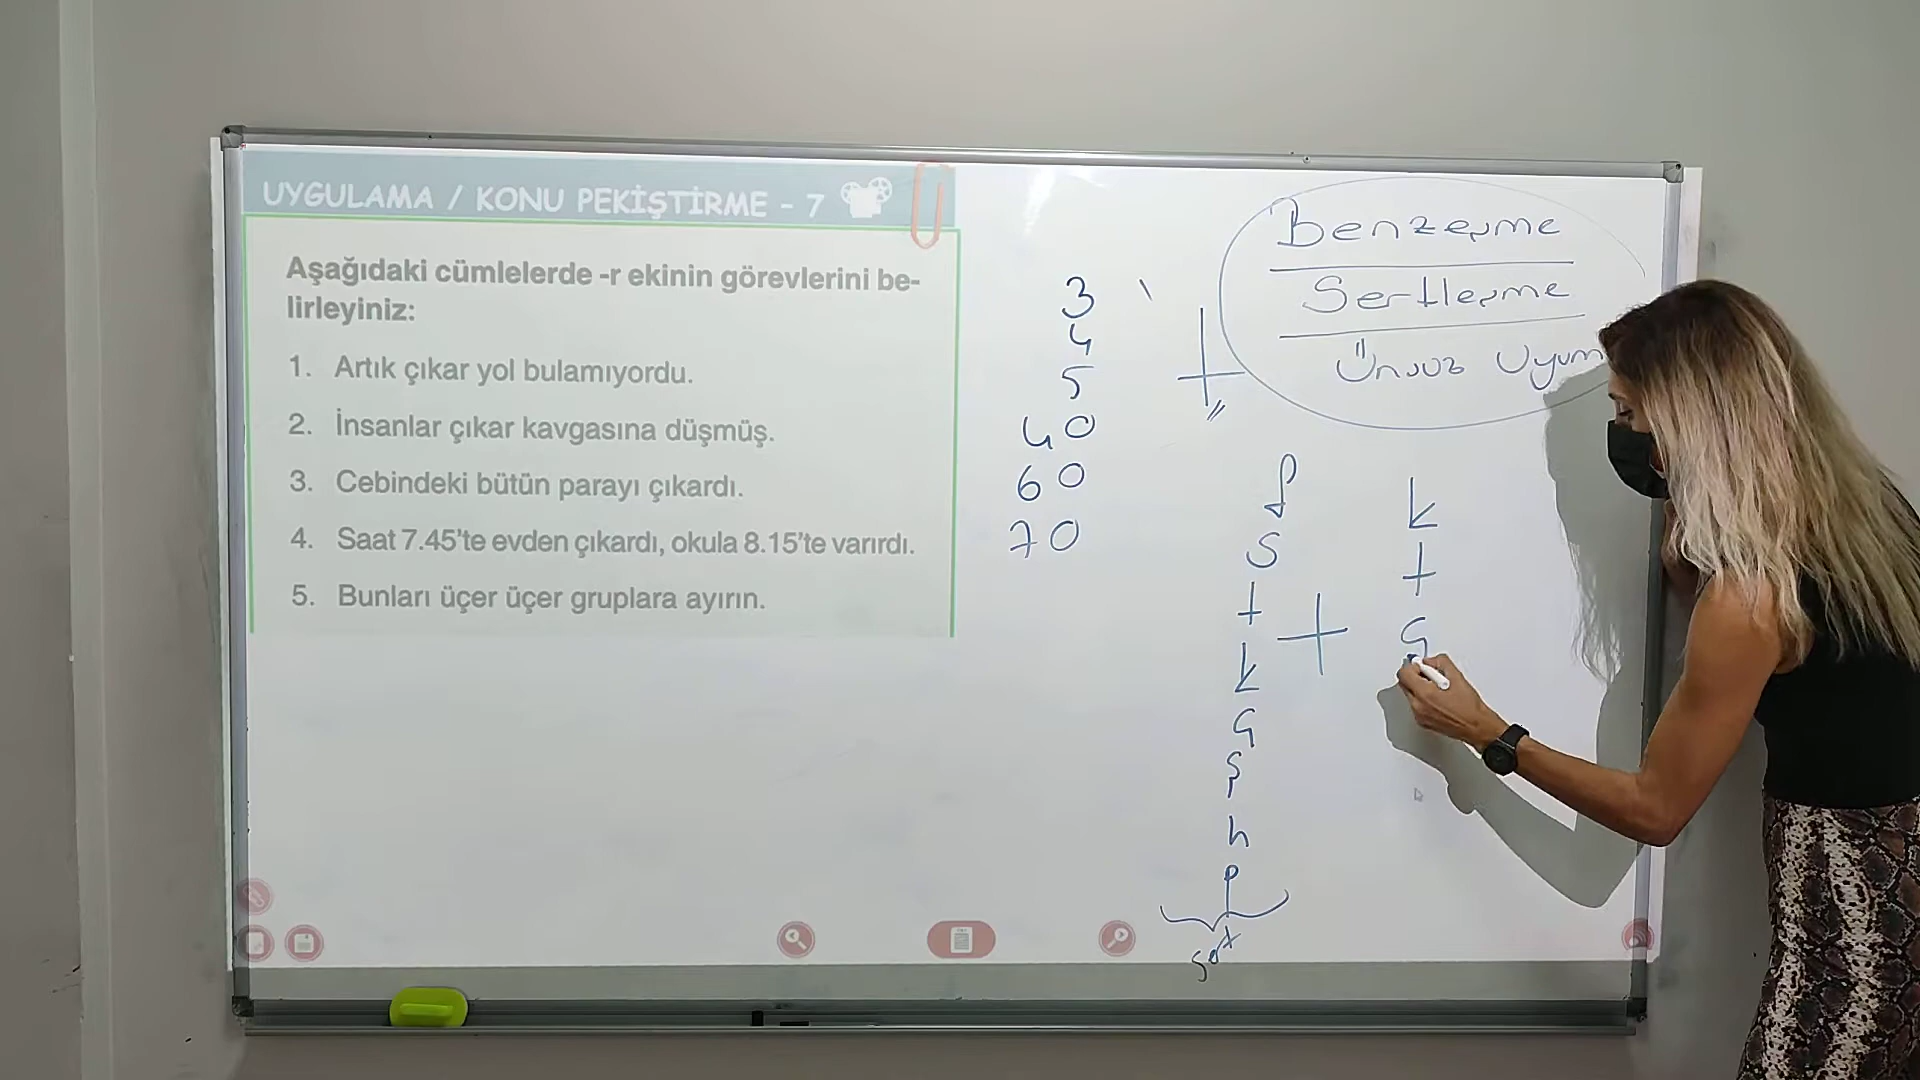 UYGULAMA / KONU PEKİŞTİRME - 7
Aşağıdaki cümlelerde -r ekinin görevlerini be-
lirleyiniz:
1. Artık çıkar yol bulamıyordu.
2. İnsanlar çıkar kavgasına düşmüş.
3. Cebindeki bütün parayı çıkardı.
4. Saat 7.45'te evden çıkardı, okula 8.15'te varırdı.
5. Bunları üçer üçer gruplara ayırın.
3
4
5
40
60
70
+
Benzeşme
Sertleşme
Ünsüz Uyum
f
s
t
k
ç
ş
h
p
sert
+
k
t
ç